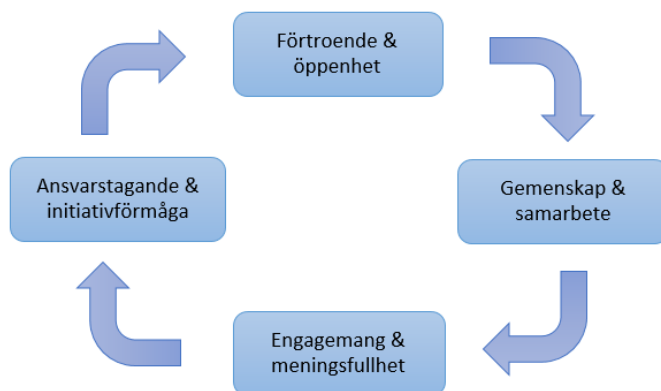 Förtroende &
öppenhet
Ansvarstagande &
initiativförmåga
Gemenskap &
samarbete
Engagemang &
meningsfullhet